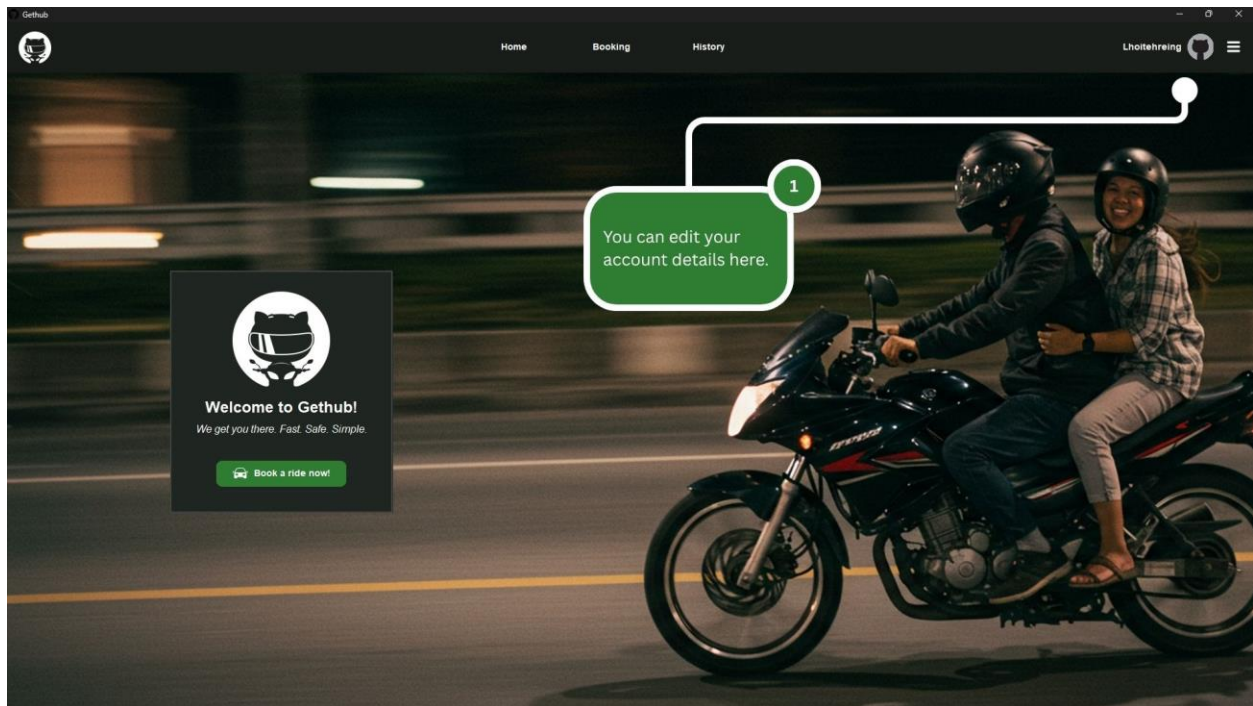 Gethub
Home Booking History Lhoitehreing
1
You can edit your
account details here.
Welcome to Gethub!
We get you there. Fast. Safe. Simple.
Book a ride now!